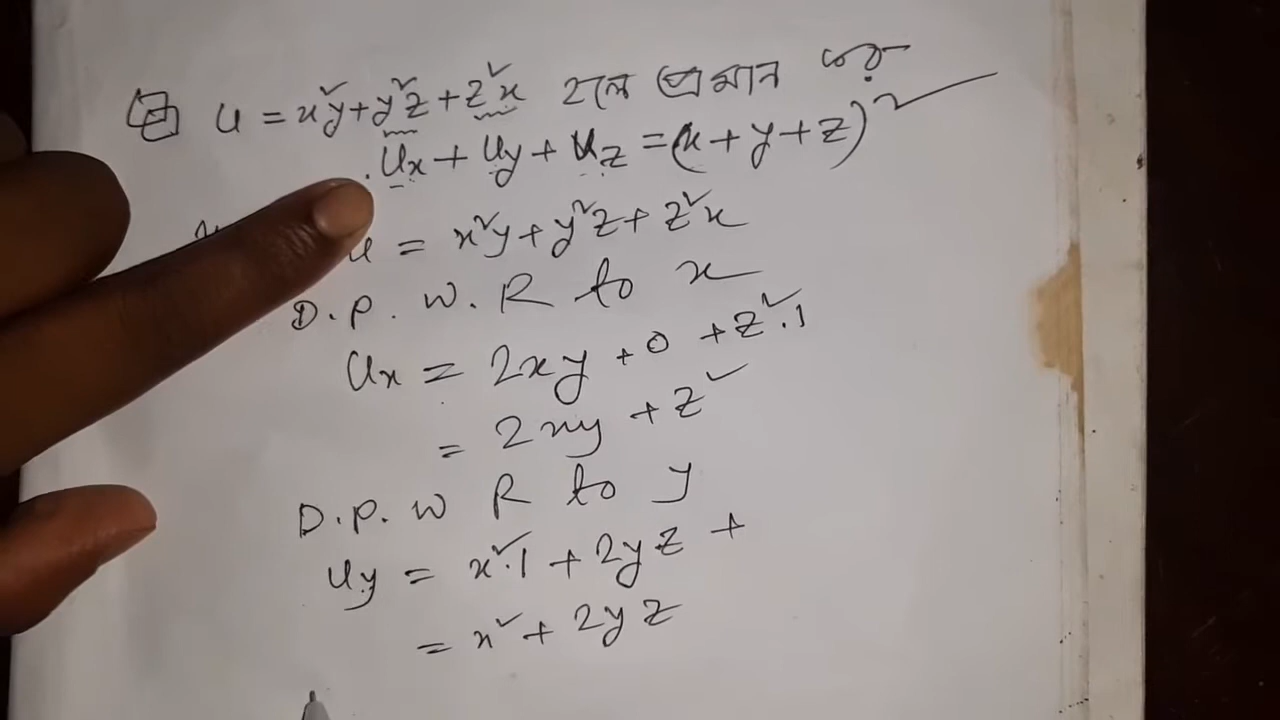 u = x²y + y²z + z²x হলে প্রমান কর
Ux + Uy + Uz = (x + y + z)²
u = x²y + y²z + z²x
D.P. W.R to x
Ux = 2xy + 0 + z².1
= 2xy + z²
D.P. W R to y
Uy = x².1 + 2yz +
= x² + 2yz